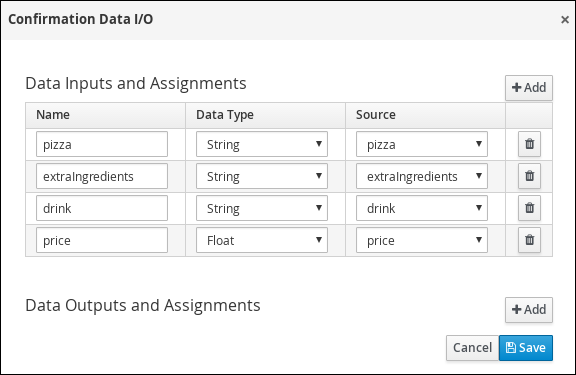 Confirmation Data I/O ×
Data Inputs and Assignments
+ Add
Name Data Type Source
pizza String pizza
extraIngredients String extraIngredients
drink String drink
price Float price
Data Outputs and Assignments
+ Add
Cancel Save